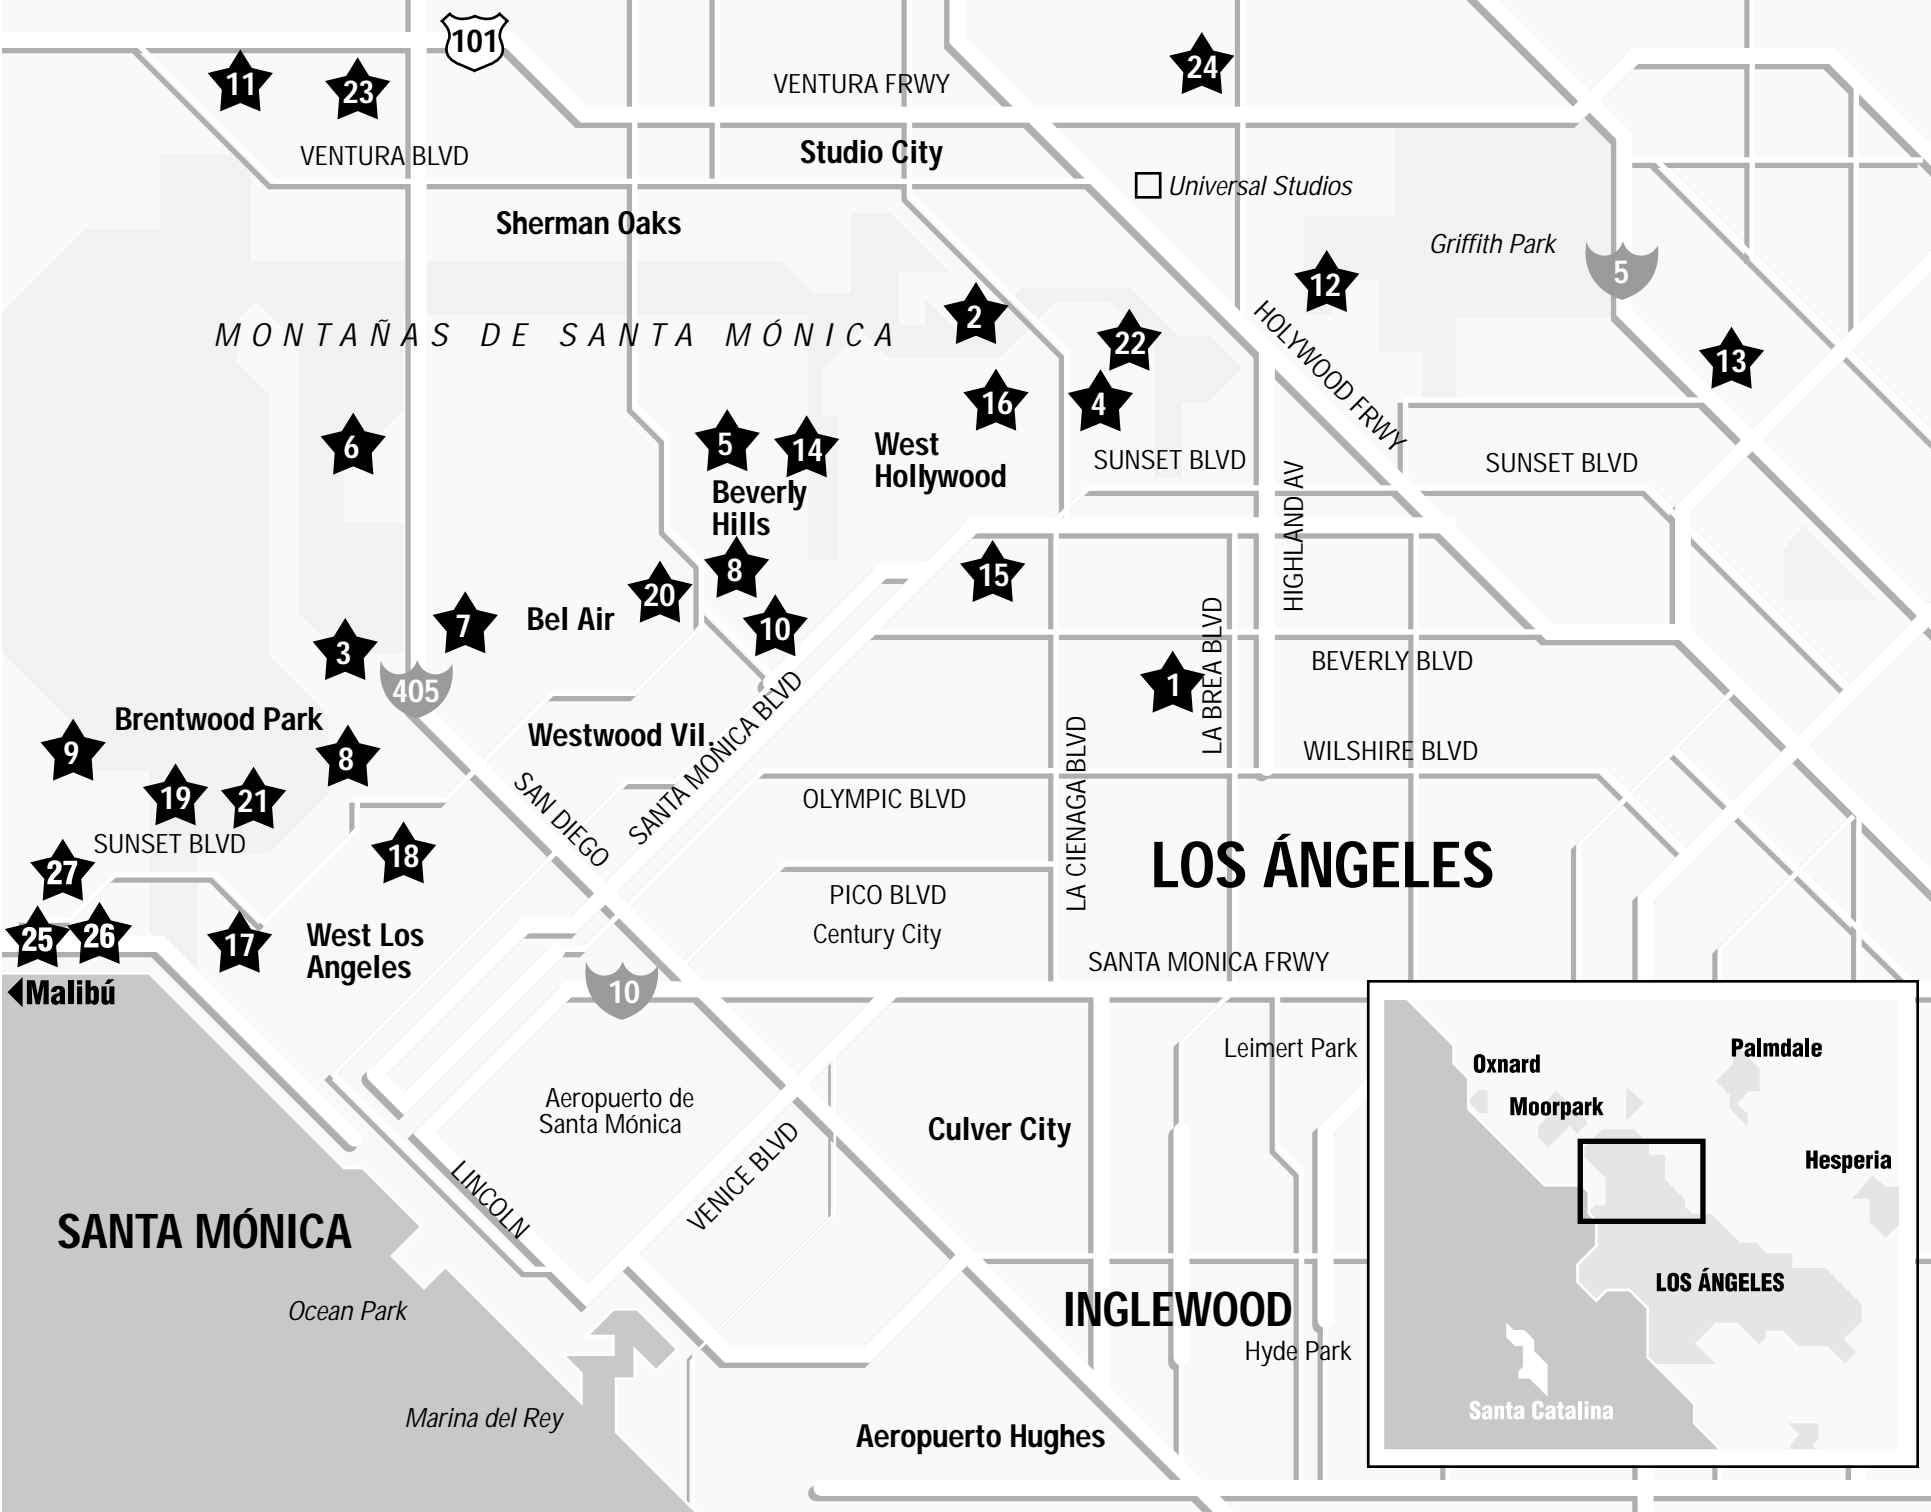 101
11
23
24
VENTURA FRWY
VENTURA BLVD
Studio City
Universal Studios
Sherman Oaks
Griffith Park
5
12
2
22
13
MONTAÑAS DE SANTA MÓNICA
HOLYWOOD FRWY
16
4
6
5
14
West
Hollywood
SUNSET BLVD
SUNSET BLVD
Beverly
Hills
HIGHLAND AV
8
20
15
7
Bel Air
10
3
405
BEVERLY BLVD
1
LA BREA BLVD
Brentwood Park
9
8
Westwood Vil.
SANTA MONICA BLVD
WILSHIRE BLVD
19
21
SAN DIEGO
OLYMPIC BLVD
LA CIENAGA BLVD
SUNSET BLVD
18
27
LOS ÁNGELES
PICO BLVD
Century City
25
26
17
West Los
Angeles
SANTA MONICA FRWY
Malibú
10
Leimert Park
Aeropuerto de
Santa Mónica
Culver City
LINCOLN
VENICE BLVD
SANTA MÓNICA
Ocean Park
INGLEWOOD
Hyde Park
Marina del Rey
Aeropuerto Hughes
Oxnard
Palmdale
Moorpark
Hesperia
LOS ÁNGELES
Santa Catalina